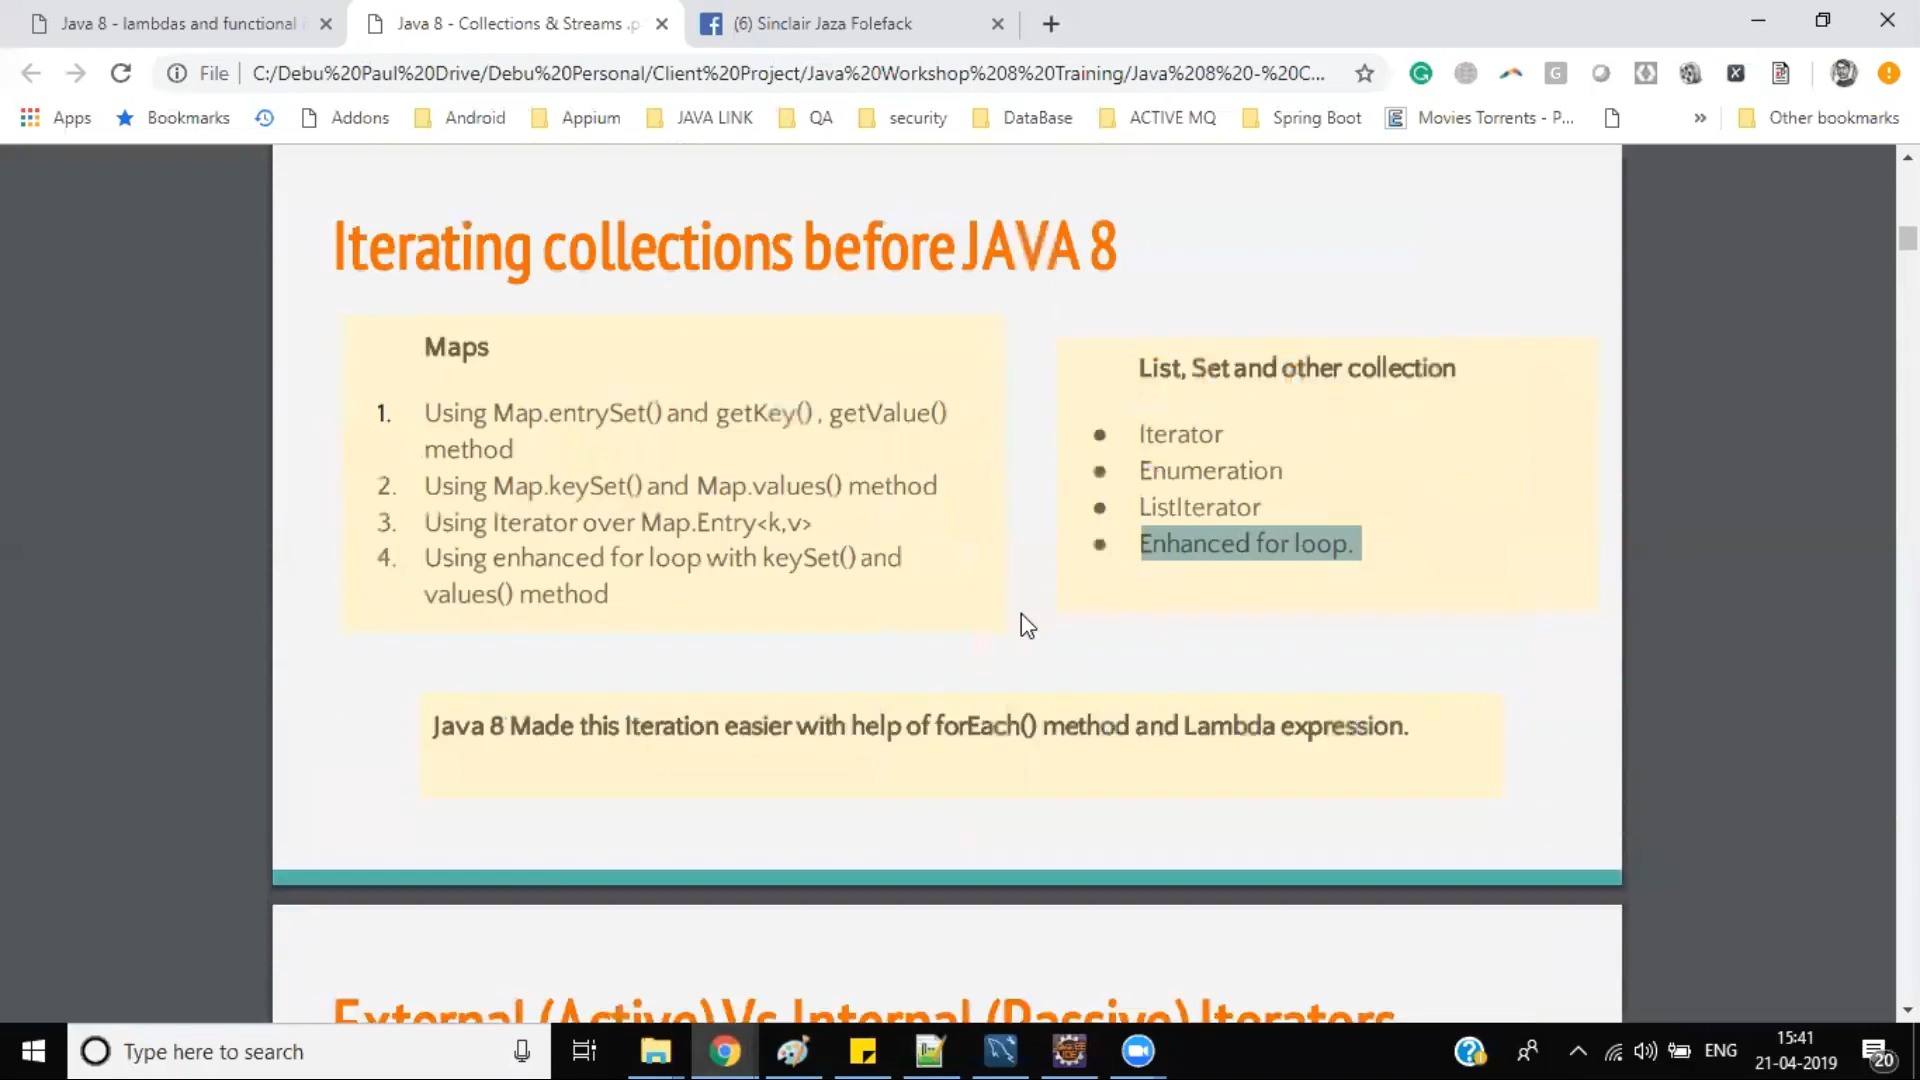 Java 8 - lambdas and functional i
Java 8 - Collections & Streams .p
(6) Sinclair Jaza Folefack
File
C:/Debu%20Paul%20Drive/Debu%20Personal/Client%20Project/Java%20Workshop%208%20Training/Java%208%20-%20C...
Apps
Bookmarks
Addons
Android
Appium
JAVA LINK
QA
security
DataBase
ACTIVE MQ
Spring Boot
Movies Torrents - P...
»
Other bookmarks
Iterating collections before JAVA 8
Maps
1. Using Map.entrySet() and getKey() , getValue()
method
2. Using Map.keySet() and Map.values() method
3. Using Iterator over Map.Entry<k,v>
4. Using enhanced for loop with keySet() and
values() method
List, Set and other collection
● Iterator
● Enumeration
● ListIterator
● Enhanced for loop.
Java 8 Made this Iteration easier with help of forEach() method and Lambda expression.
External (Active) Vs Internal (Passive) Iterators
Type here to search
ENG
15:41
21-04-2019
20